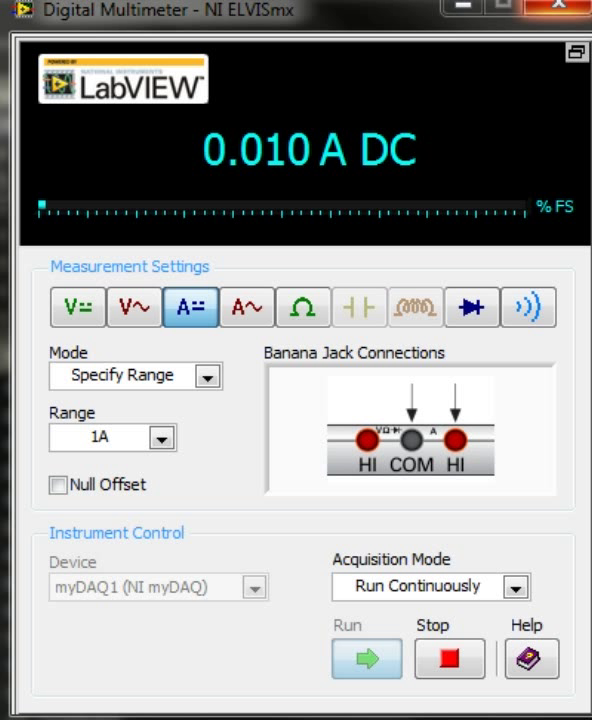 Digital Multimeter - NI ELVISmx
POWERED BY
NATIONAL INSTRUMENTS
LabVIEW™
0.010 A DC
% FS
Measurement Settings
V
V
A
A
Ω
Mode
Specify Range
Banana Jack Connections
Range
1A
VΩ
A
HI COM HI
Null Offset
Instrument Control
Device
myDAQ1 (NI myDAQ)
Acquisition Mode
Run Continuously
Run Stop Help